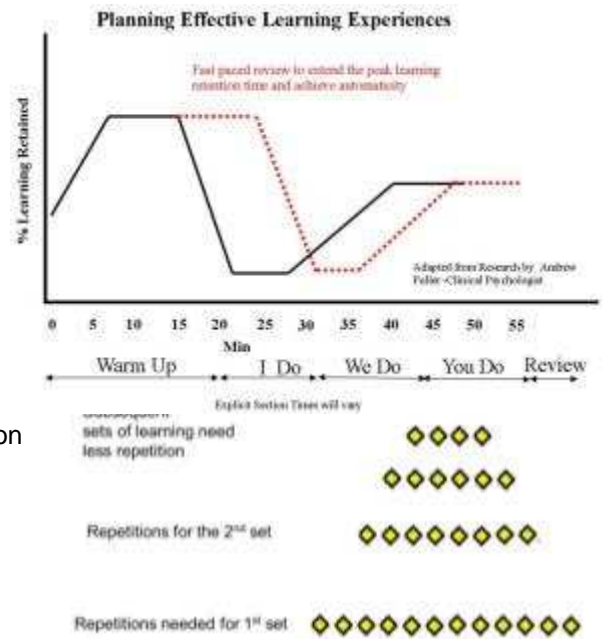 Planning Effective Learning Experiences
Fast paced review to extend the peak learning
retention time and achieve automaticity
% Learning Retained
Adapted from Research by Andrew
Fuller -Clinical Psychologist
0 5 10 15 20 25 30 35 40 45 50 55
Min
Warm Up I Do We Do You Do Review
Explicit Section Times will vary
on
Subsequent
sets of learning need
less repetition
Repetitions for the 2nd set
Repetitions needed for 1st set